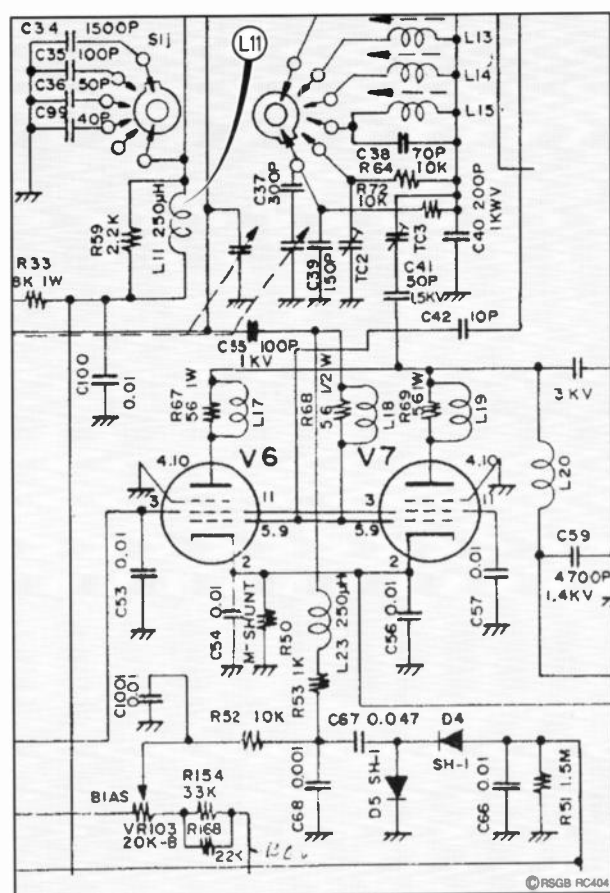 C34 1500P
C35 100P
C36 50P
C99 40P
S1j
L11
L13
L14
L15
C38 70P
R64 10K
R72 10K
C37 300P
C39 150P
TC2
TC3
C40 200P 1KWV
C41 50P 1.5KV
C42 10P
R59 2.2K
L11 250µH
R33
8K 1W
C100 0.01
C55 100P
1KV
R67 56 1W
L17
R68 5.6 1/2W
L18
R69 56 1W
L19
3KV
L20
V6
V7
4.10
4.10
3
11
3
11
5.9
5.9
2
2
C53 0.01
C54 0.01
M-SHUNT
R50
L23 250µH
R53 1K
C56 0.01
C57 0.01
C59
4700P
1.4KV
C1001 0.01
R52 10K
C67 0.047
D4
SH-1
D5 SH-1
C68 0.001
C66 0.01
R51 1.5M
BIAS
VR103
20K-B
R154
33K
R168
22K
©RSGB RC404